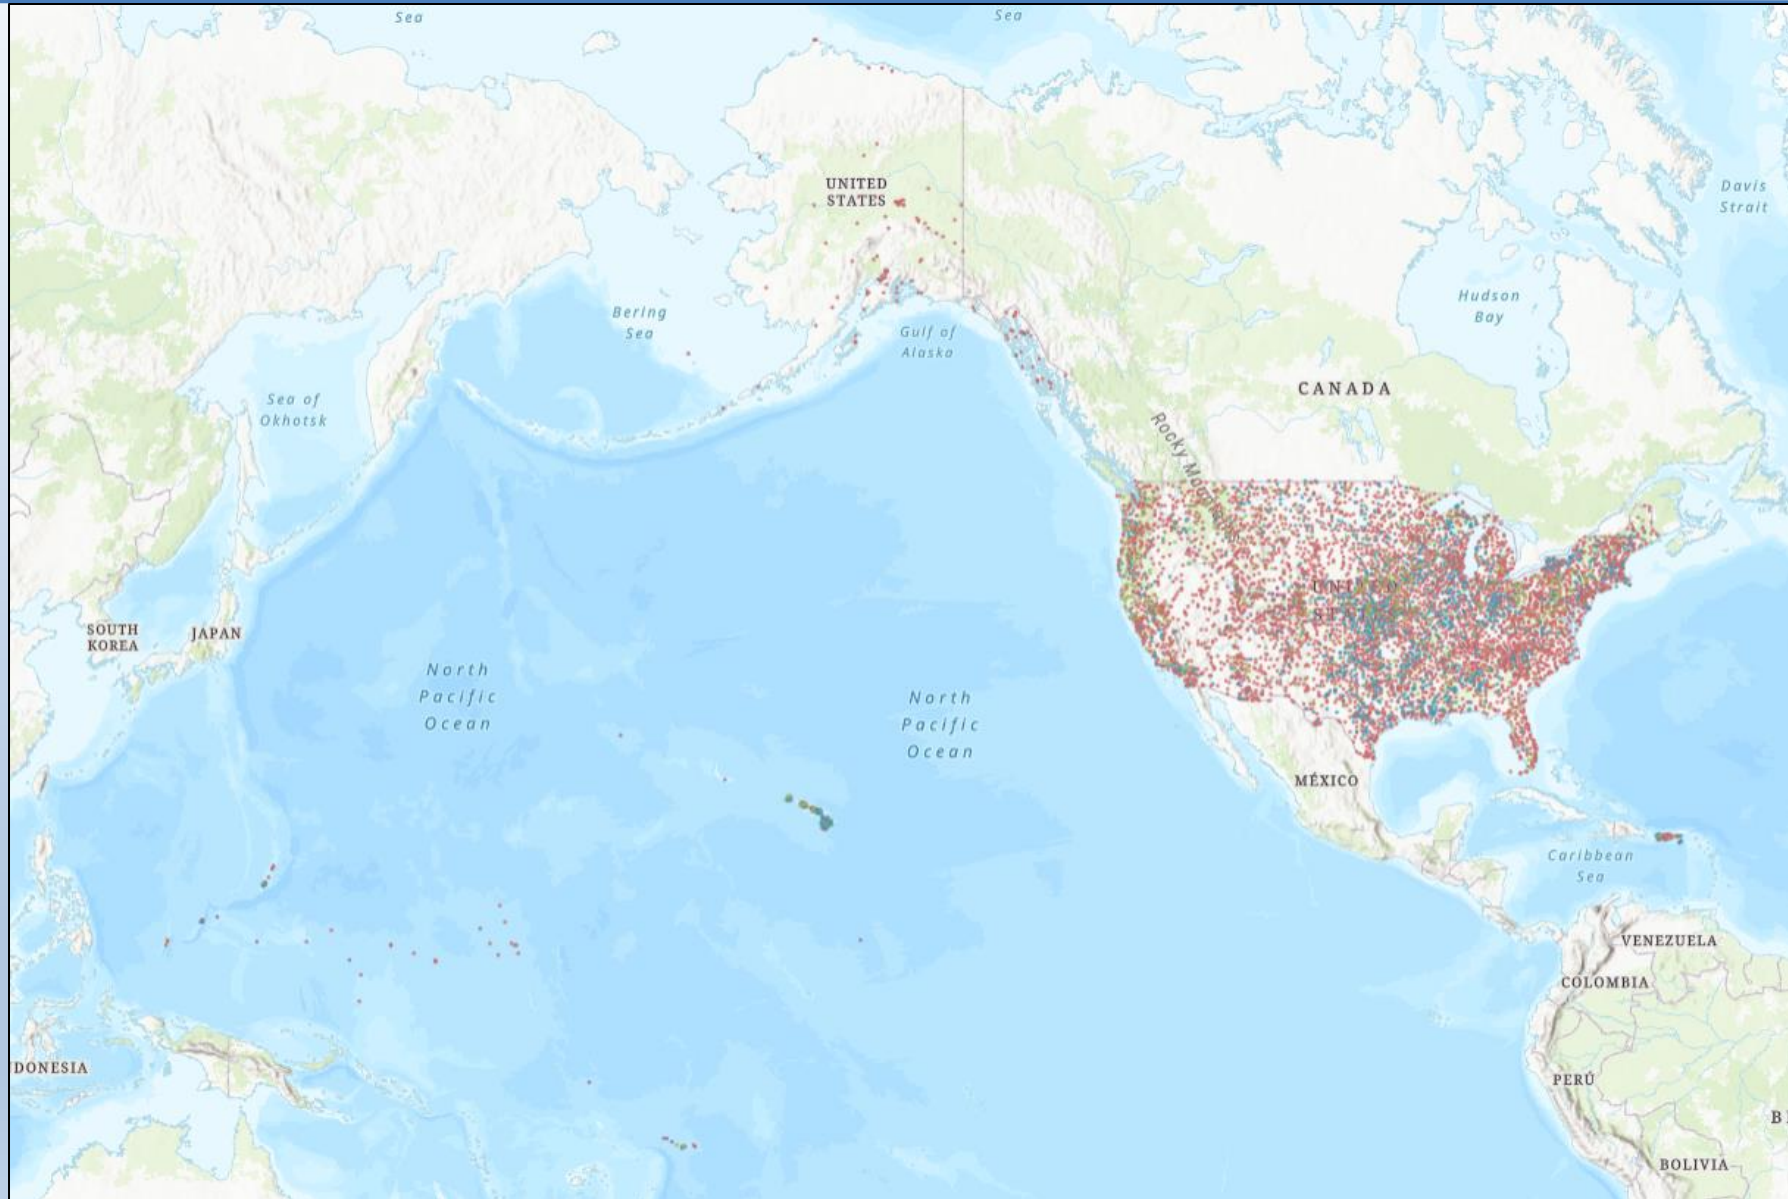 Sea
Sea
UNITED
STATES
Davis
Strait
Bering
Sea
Gulf of
Alaska
Hudson
Bay
Sea of
Okhotsk
CANADA
Rocky
SOUTH
KOREA
JAPAN
North
Pacific
Ocean
North
Pacific
Ocean
MÉXICO
Caribbean
Sea
VENEZUELA
COLOMBIA
DONESIA
PERÚ
B
BOLIVIA